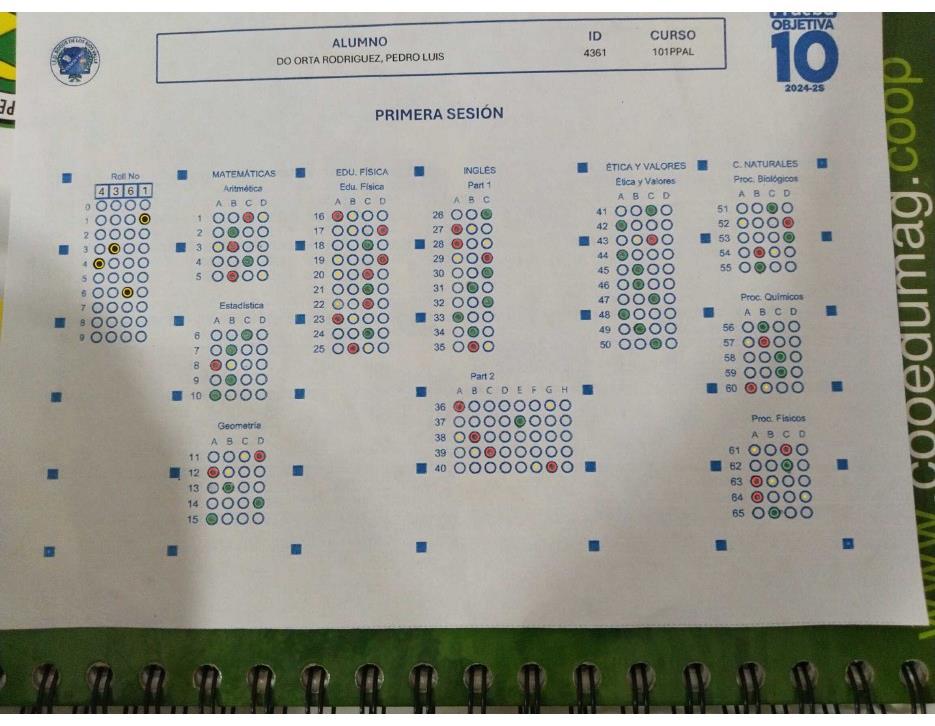 Prueba
OBJETIVA
10
2024-2S
ALUMNO ID CURSO
DO ORTA RODRIGUEZ, PEDRO LUIS 4361 101PPAL
PRIMERA SESIÓN
Roll No
4 3 6 1
0
1
2
3
4
5
6
7
8
9
MATEMÁTICAS
Aritmética
A B C D
1
2
3
4
5
Estadística
A B C D
6
7
8
9
10
Geometría
A B C D
11
12
13
14
15
EDU. FÍSICA
Edu. Física
A B C D
16
17
18
19
20
21
22
23
24
25
INGLÉS
Part 1
A B C
26
27
28
29
30
31
32
33
34
35
Part 2
A B C D E F G H
36
37
38
39
40
ÉTICA Y VALORES
Ética y Valores
A B C D
41
42
43
44
45
46
47
48
49
50
C. NATURALES
Proc. Biológicos
A B C D
51
52
53
54
55
Proc. Químicos
A B C D
56
57
58
59
60
Proc. Físicos
A B C D
61
62
63
64
65
www.cooedumag.coop